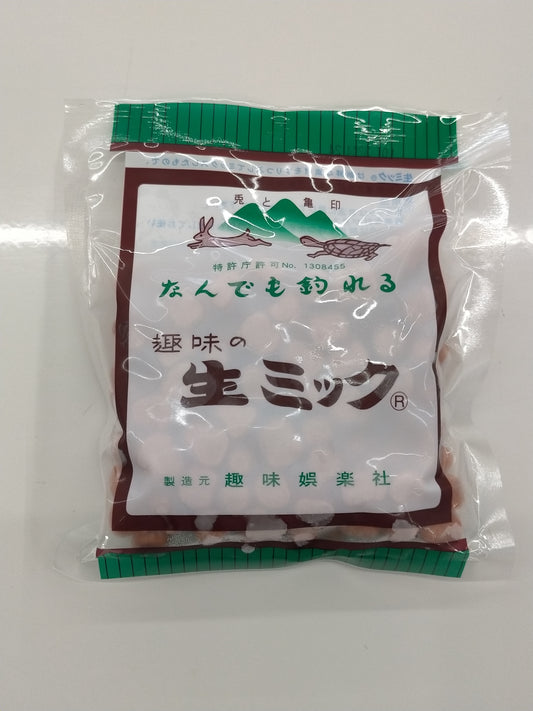 兎と亀印
特許庁許可No. 1308455
なんでも釣れる
趣味の
生ミック®
製造元 趣味娯楽社